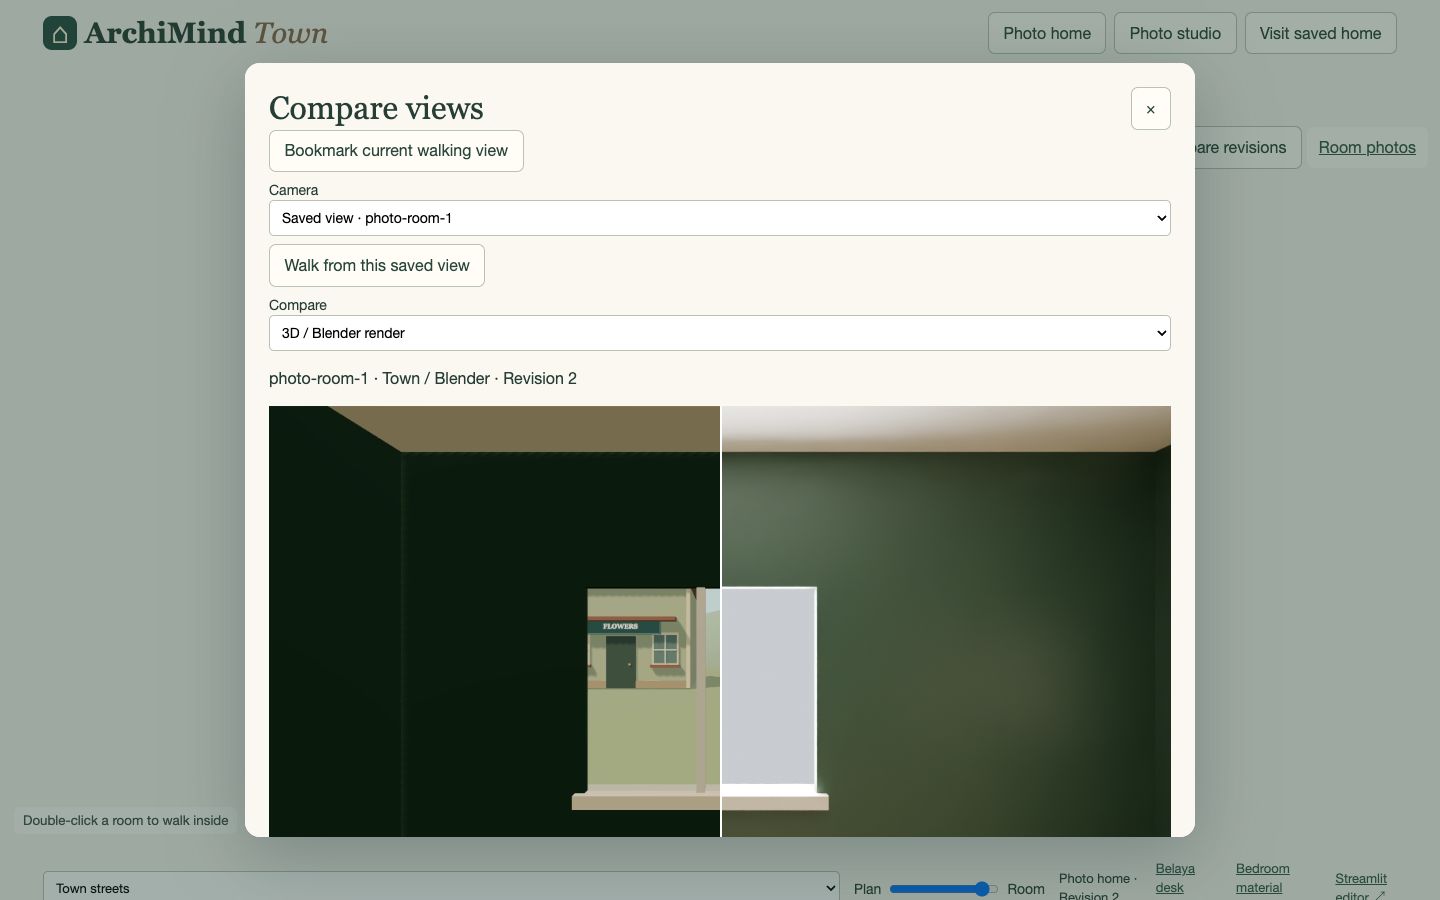 ArchiMind Town
Photo home
Photo studio
Visit saved home
Compare views
×
Bookmark current walking view
are revisions
Room photos
Camera
Saved view · photo-room-1
Walk from this saved view
Compare
3D / Blender render
photo-room-1 · Town / Blender · Revision 2
FLOWERS
Double-click a room to walk inside
Town streets
Plan
Room
Photo home ·
Revision 2
Belaya
desk
Bedroom
material
Streamlit
editor ↗